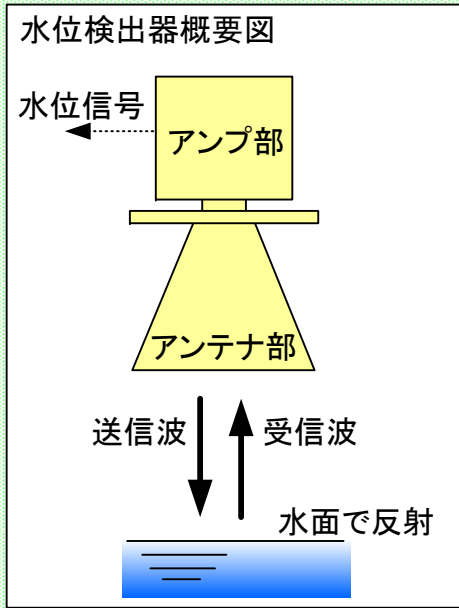 水位検出器概要図
水位信号
アンプ部
アンテナ部
送信波
受信波
水面で反射